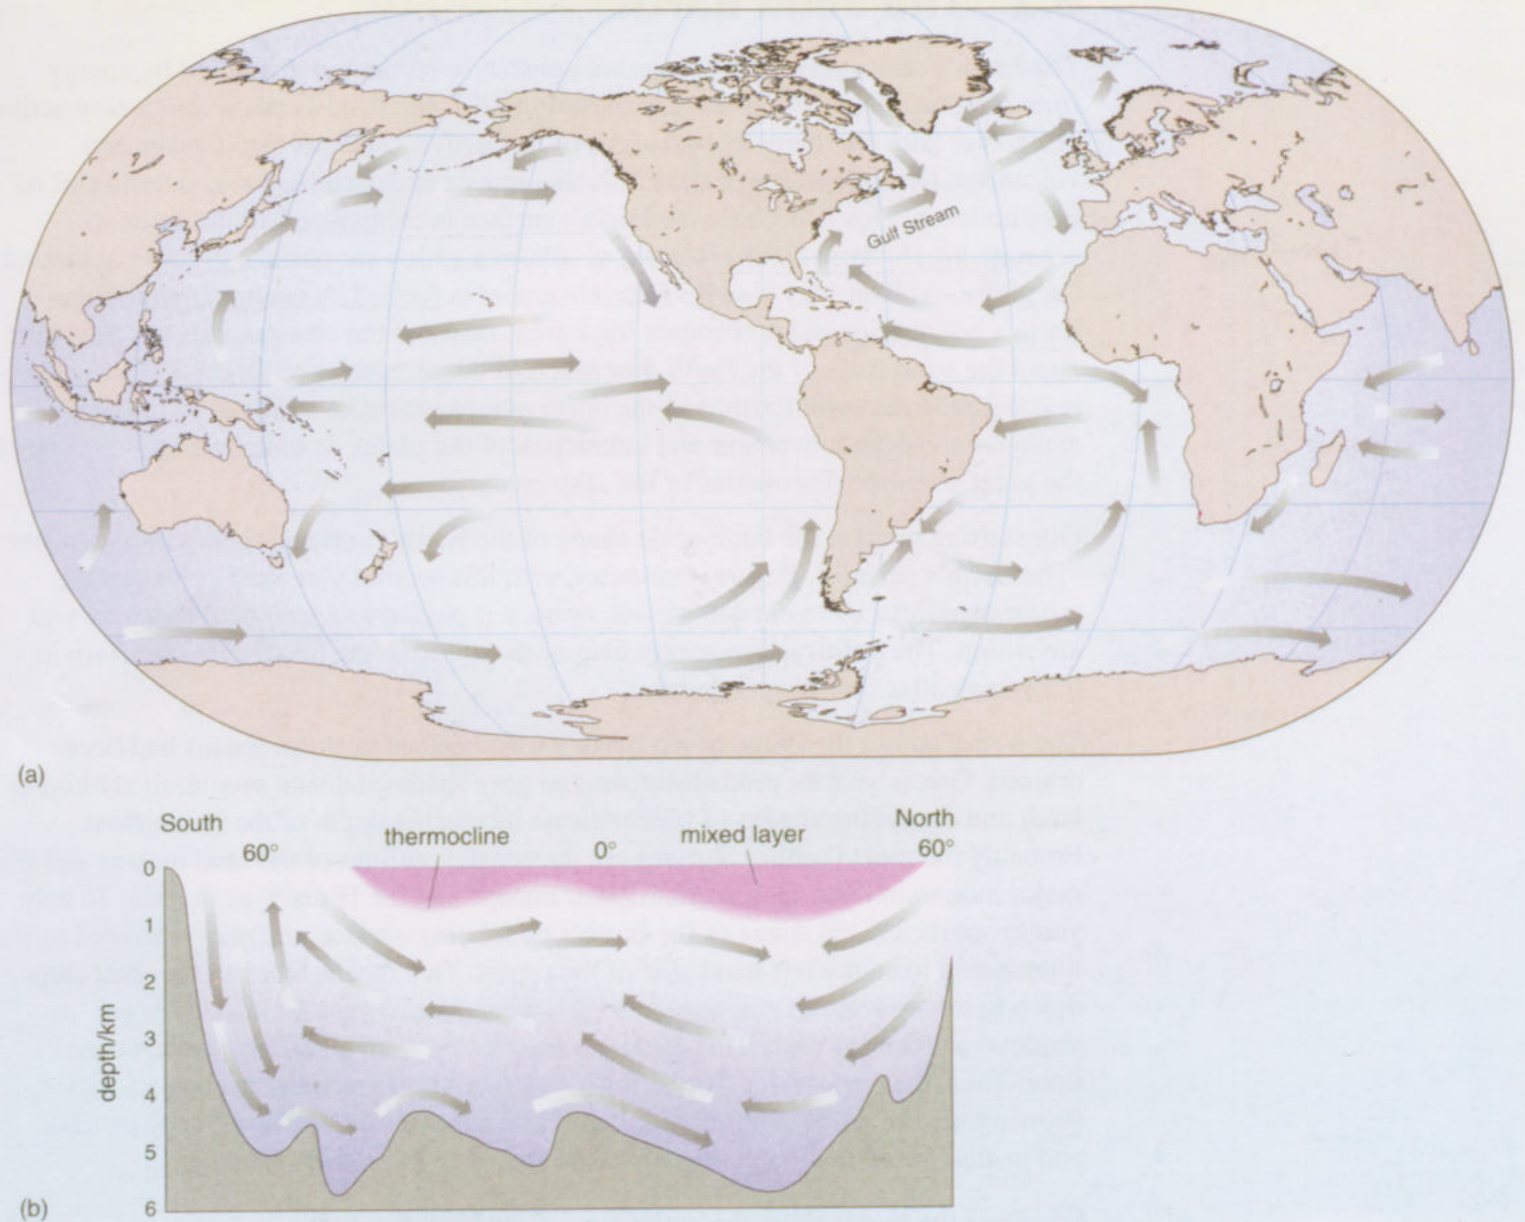 Gulf Stream
(a)
South
North
60°
thermocline
0°
mixed layer
60°
depth/km
0
1
2
3
4
5
6
(b)